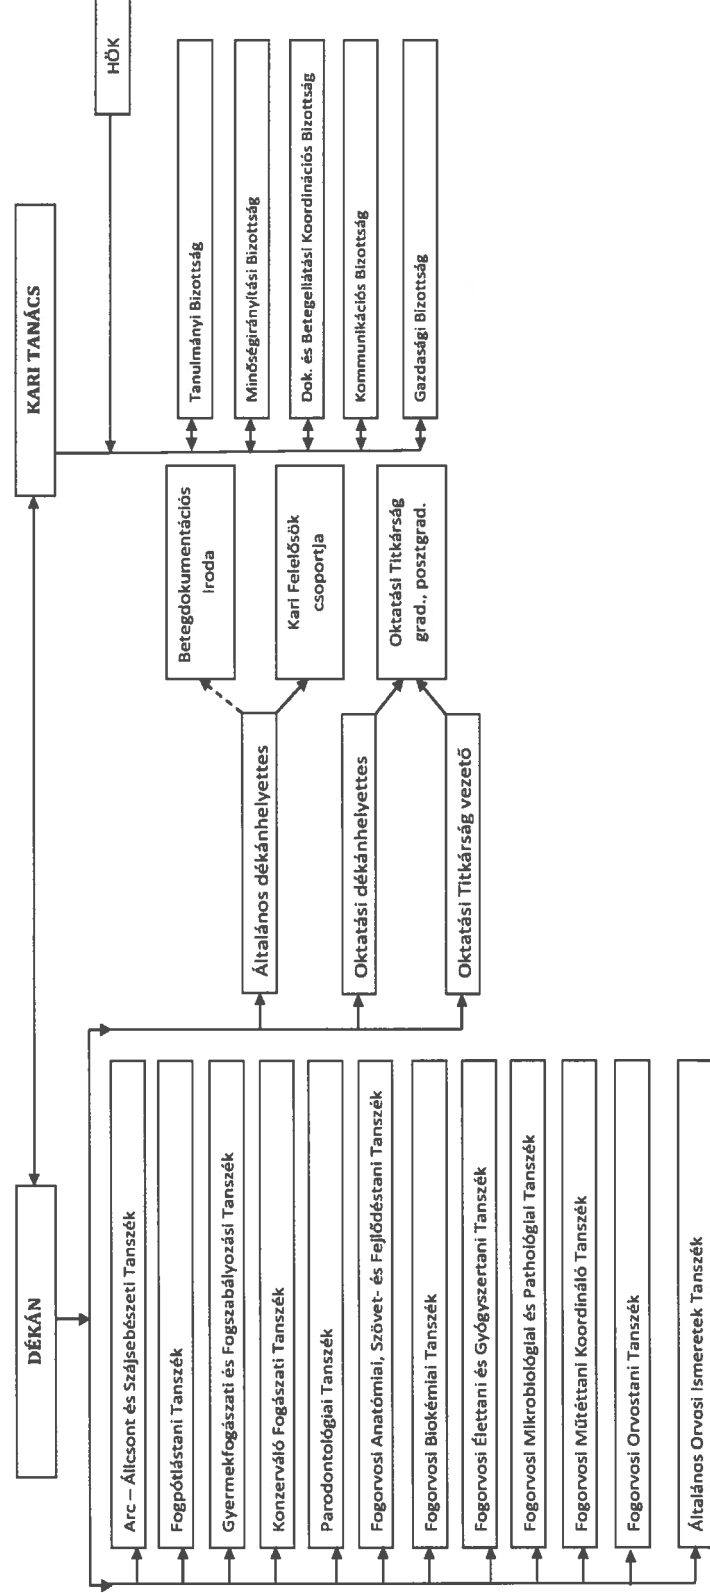 DÉKÁN
KARI TANÁCS
HÖK
Arc – Állcsont és Szájsebészeti Tanszék
Fogpótlástani Tanszék
Gyermekfogászati és Fogszabályozási Tanszék
Konzerváló Fogászati Tanszék
Parodontológiai Tanszék
Fogorvosi Anatómiai, Szövet- és Fejlődéstani Tanszék
Fogorvosi Biokémiai Tanszék
Fogorvosi Élettani és Gyógyszertani Tanszék
Fogorvosi Mikrobiológiai és Pathológiai Tanszék
Fogorvosi Műtéttani Koordináló Tanszék
Fogorvosi Orvostani Tanszék
Általános Orvosi Ismeretek Tanszék
Általános dékánhelyettes
Oktatási dékánhelyettes
Oktatási Titkárság vezető
Betegdokumentációs
Iroda
Kari Felelősök
csoportja
Oktatási Titkárság
grad., posztgrad.
Tanulmányi Bizottság
Minőségirányítási Bizottság
Dok. és Betegellátási Koordinációs Bizottság
Kommunikációs Bizottság
Gazdasági Bizottság